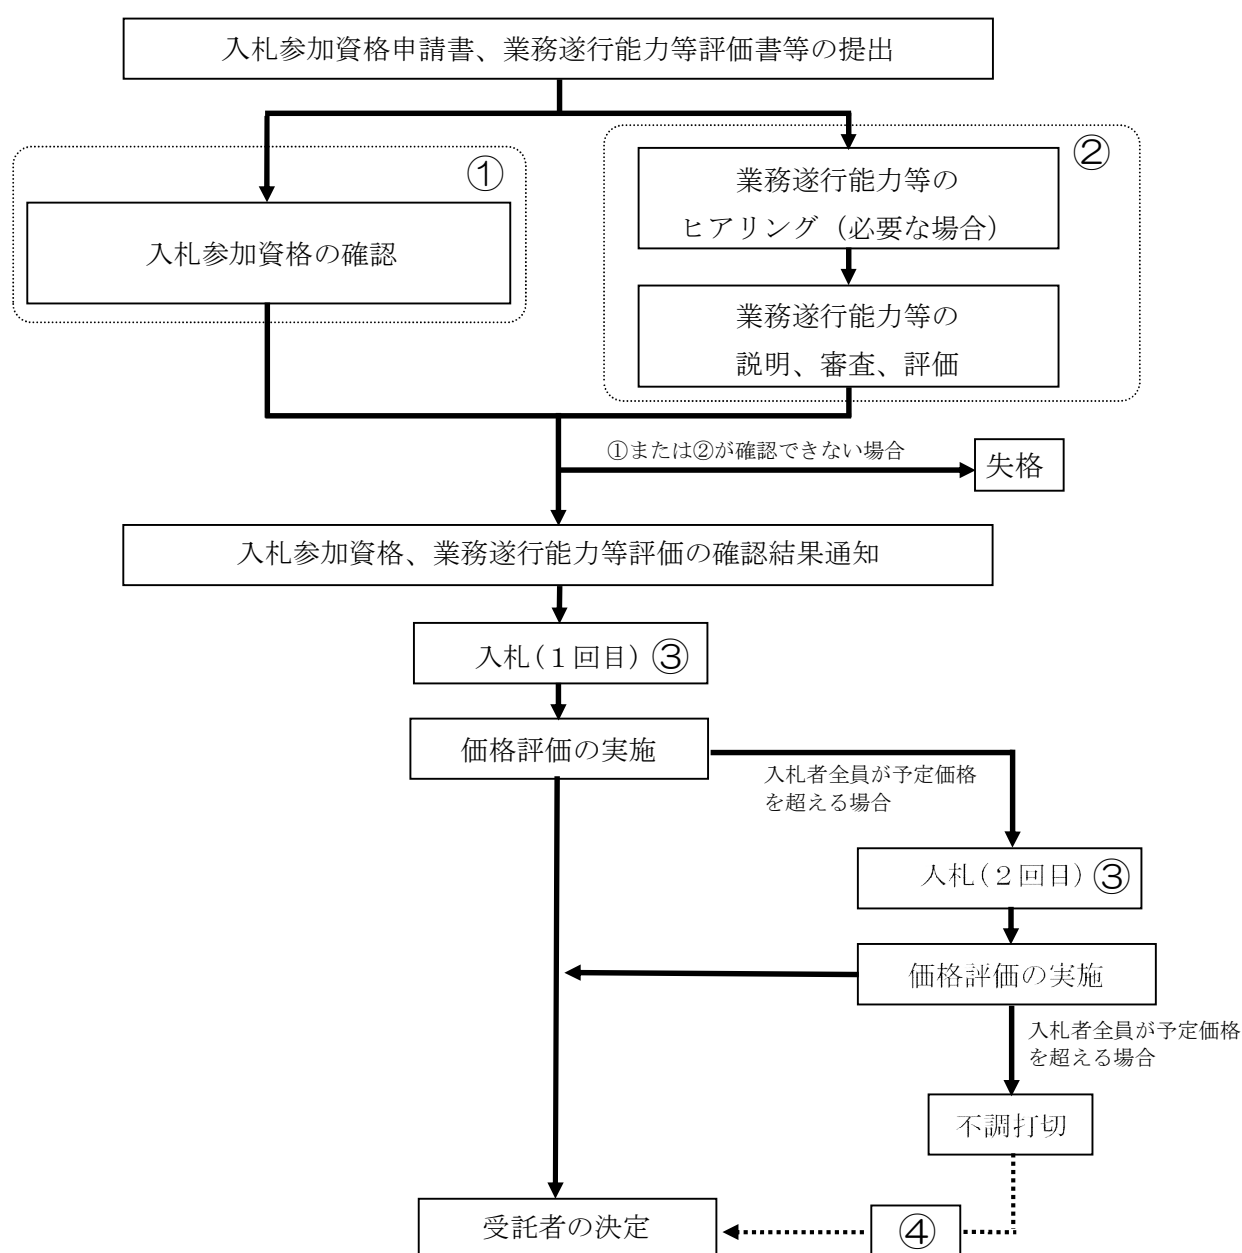 入札参加資格申請書、業務遂行能力等評価書等の提出
①
入札参加資格の確認
②
業務遂行能力等の
ヒアリング（必要な場合）
業務遂行能力等の
説明、審査、評価
①または②が確認できない場合
失格
入札参加資格、業務遂行能力等評価の確認結果通知
入札(１回目) ③
価格評価の実施
入札者全員が予定価格
を超える場合
入札(２回目) ③
価格評価の実施
入札者全員が予定価格
を超える場合
不調打切
受託者の決定
④